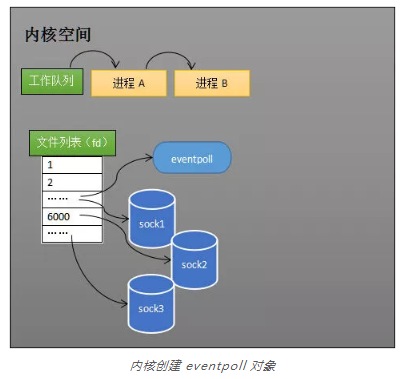 内核空间
工作队列
进程 A
进程 B
文件列表（fd）
1
2
……
6000
……
eventpoll
sock1
sock2
sock3
内核创建 eventpoll 对象